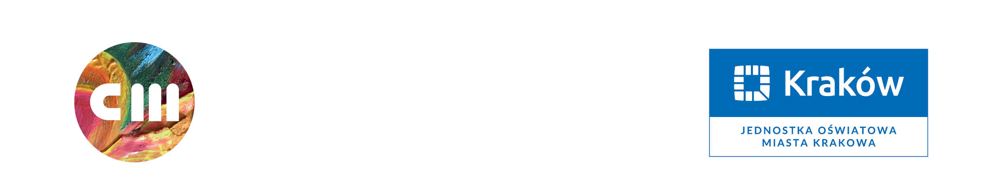 cm
Kraków
JEDNOSTKA OŚWIATOWA
MIASTA KRAKOWA